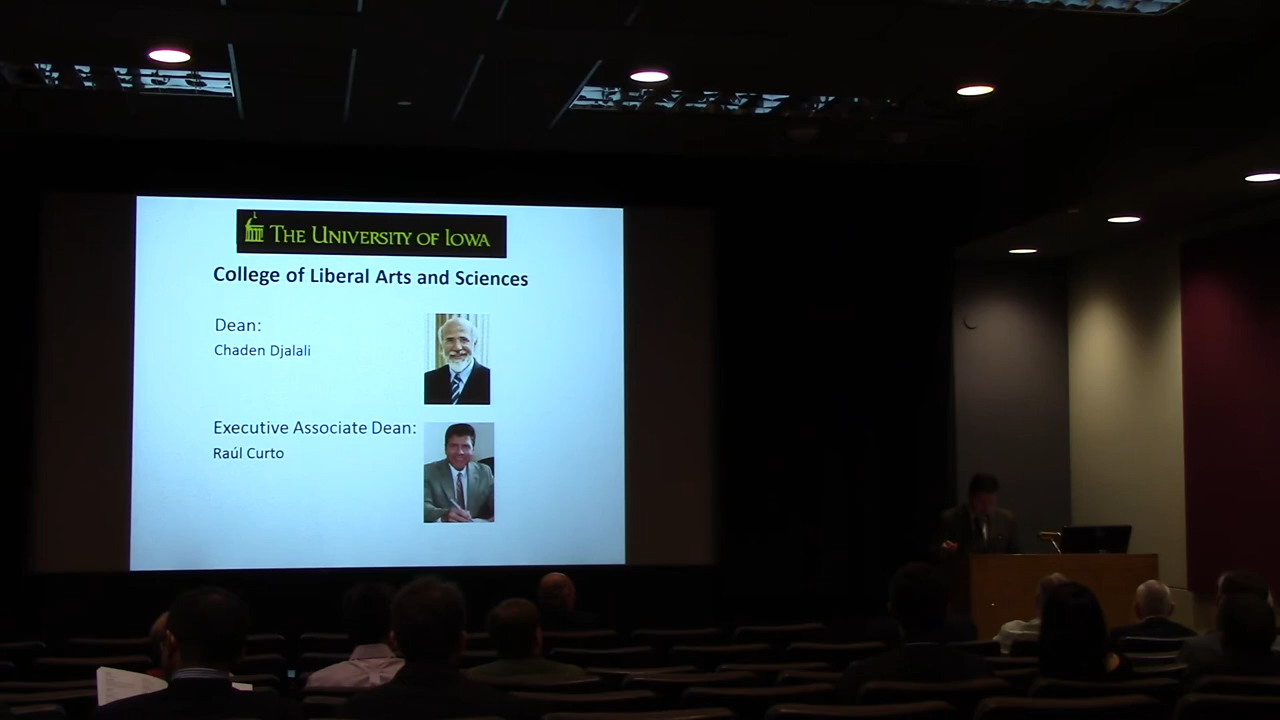 THE UNIVERSITY OF IOWA
College of Liberal Arts and Sciences
Dean:
Chaden Djalali
Executive Associate Dean:
Raúl Curto